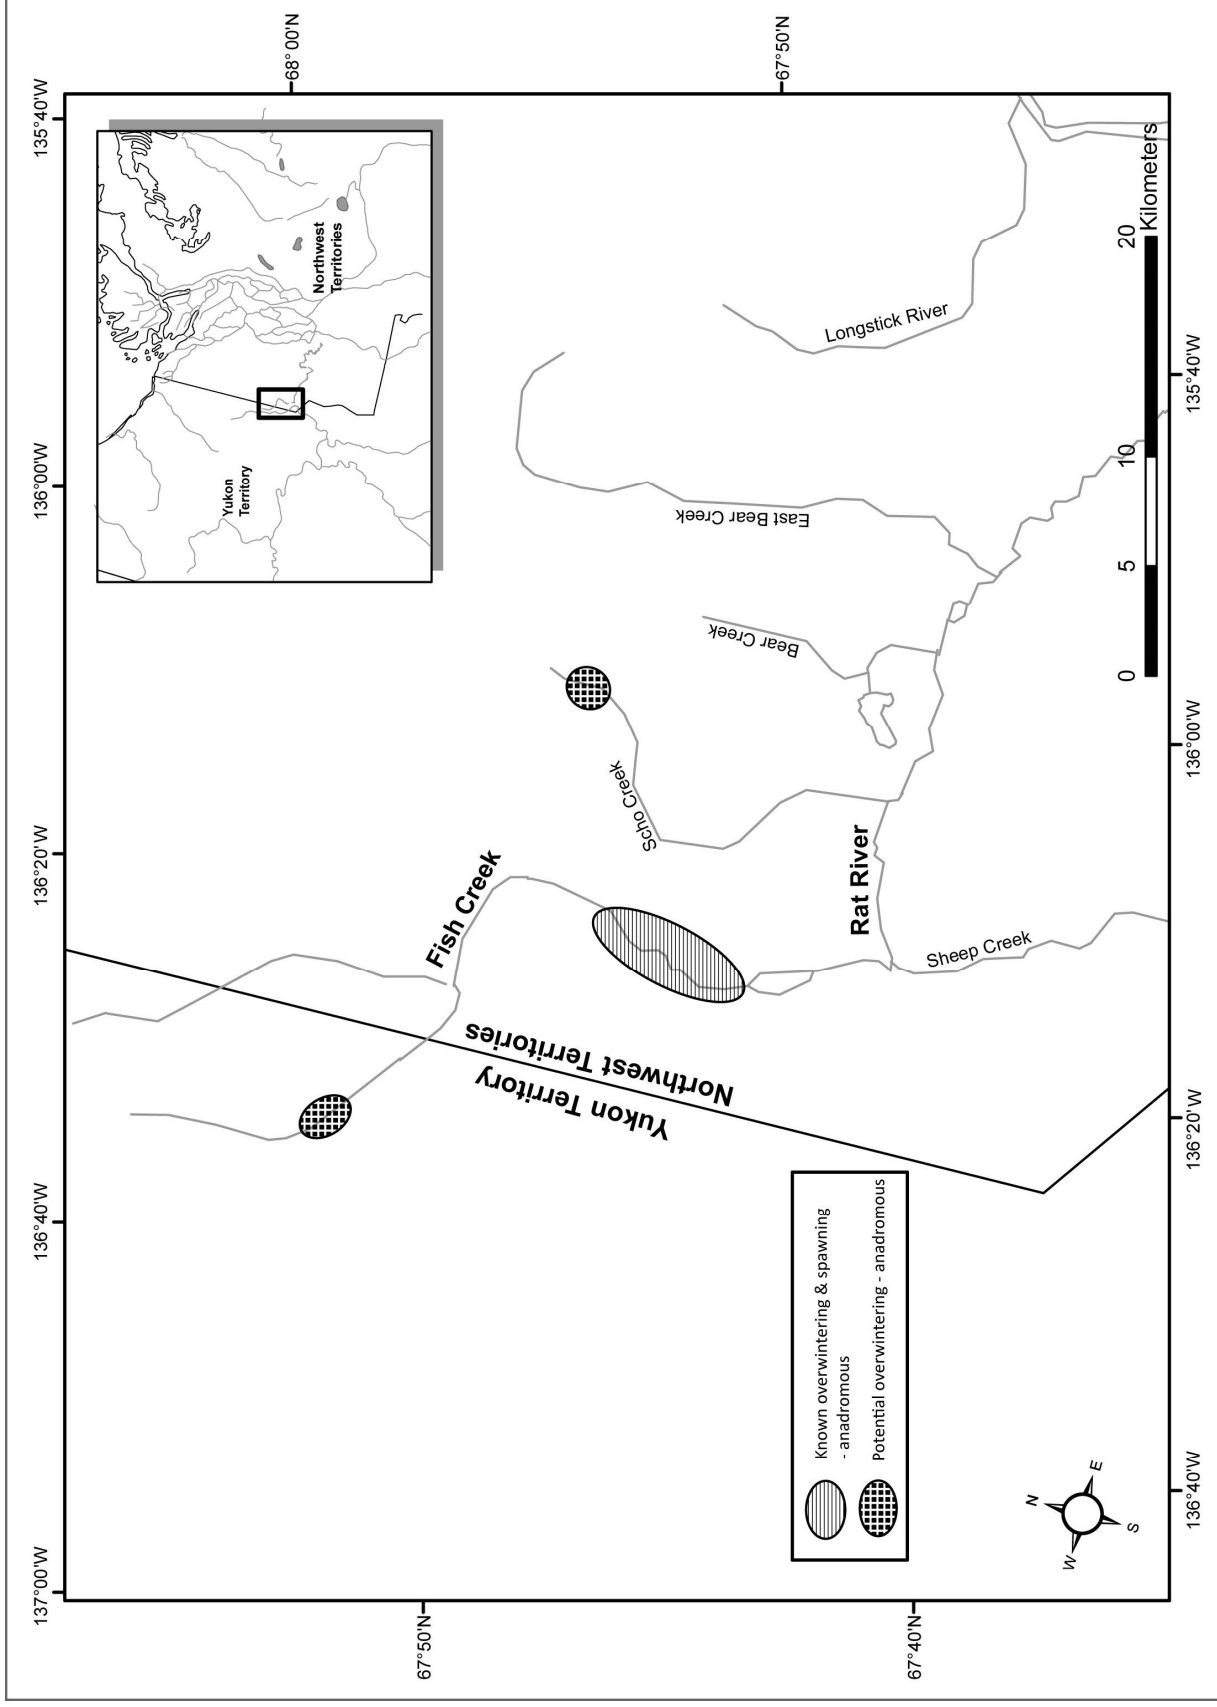 137°00'W
136°40'W
136°20'W
136°00'W
135°40'W
68°00'N
67°50'N
67°50'N
67°40'N
Yukon
Territory
Northwest
Territories
Fish Creek
Yukon Territory
Northwest Territories
Scho Creek
Bear Creek
East Bear Creek
Longstick River
Rat River
Sheep Creek
Known overwintering & spawning
- anadromous
Potential overwintering - anadromous
N
W
E
S
0
5
10
20
Kilometers
136°40'W
136°20'W
136°00'W
135°40'W